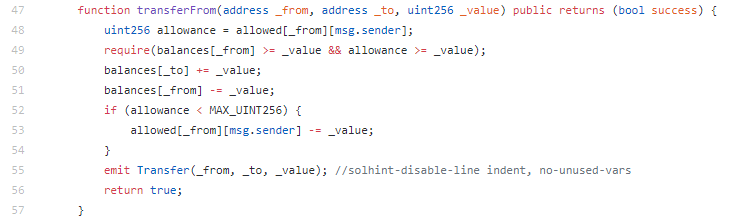 47 function transferFrom(address _from, address _to, uint256 _value) public returns (bool success) {
48 uint256 allowance = allowed[_from][msg.sender];
49 require(balances[_from] >= _value && allowance >= _value);
50 balances[_to] += _value;
51 balances[_from] -= _value;
52 if (allowance < MAX_UINT256) {
53 allowed[_from][msg.sender] -= _value;
54 }
55 emit Transfer(_from, _to, _value); //solhint-disable-line indent, no-unused-vars
56 return true;
57 }